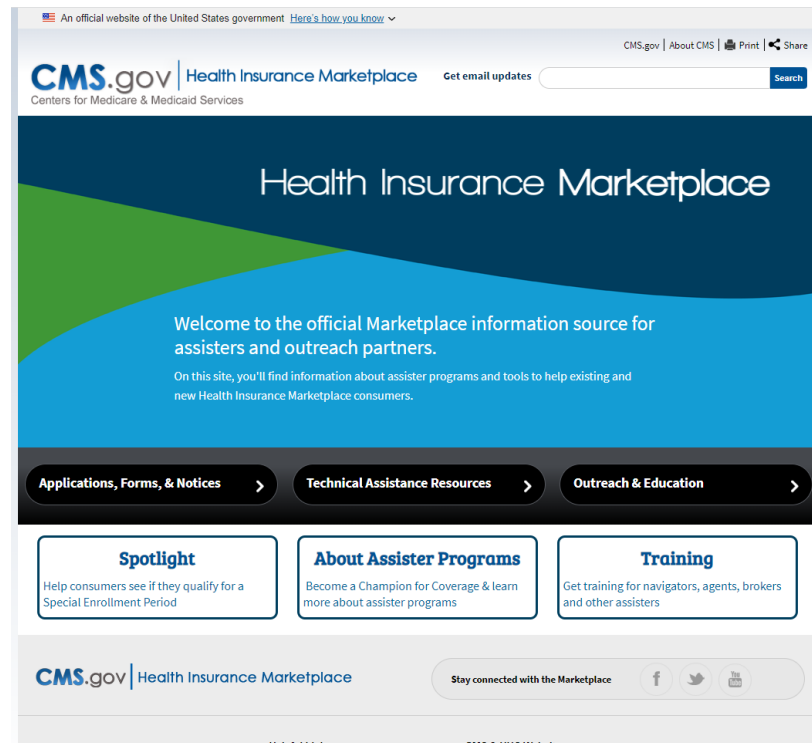 An official website of the United States government Here's how you know
CMS.gov | About CMS | Print | Share
CMS.gov | Health Insurance Marketplace
Get email updates
Search
Centers for Medicare & Medicaid Services
Health Insurance Marketplace
Welcome to the official Marketplace information source for
assisters and outreach partners.
On this site, you'll find information about assister programs and tools to help existing and
new Health Insurance Marketplace consumers.
Applications, Forms, & Notices
Technical Assistance Resources
Outreach & Education
Spotlight
Help consumers see if they qualify for a
Special Enrollment Period
About Assister Programs
Become a Champion for Coverage & learn
more about assister programs
Training
Get training for navigators, agents, brokers
and other assisters
CMS.gov | Health Insurance Marketplace
Stay connected with the Marketplace
f
You
Tube